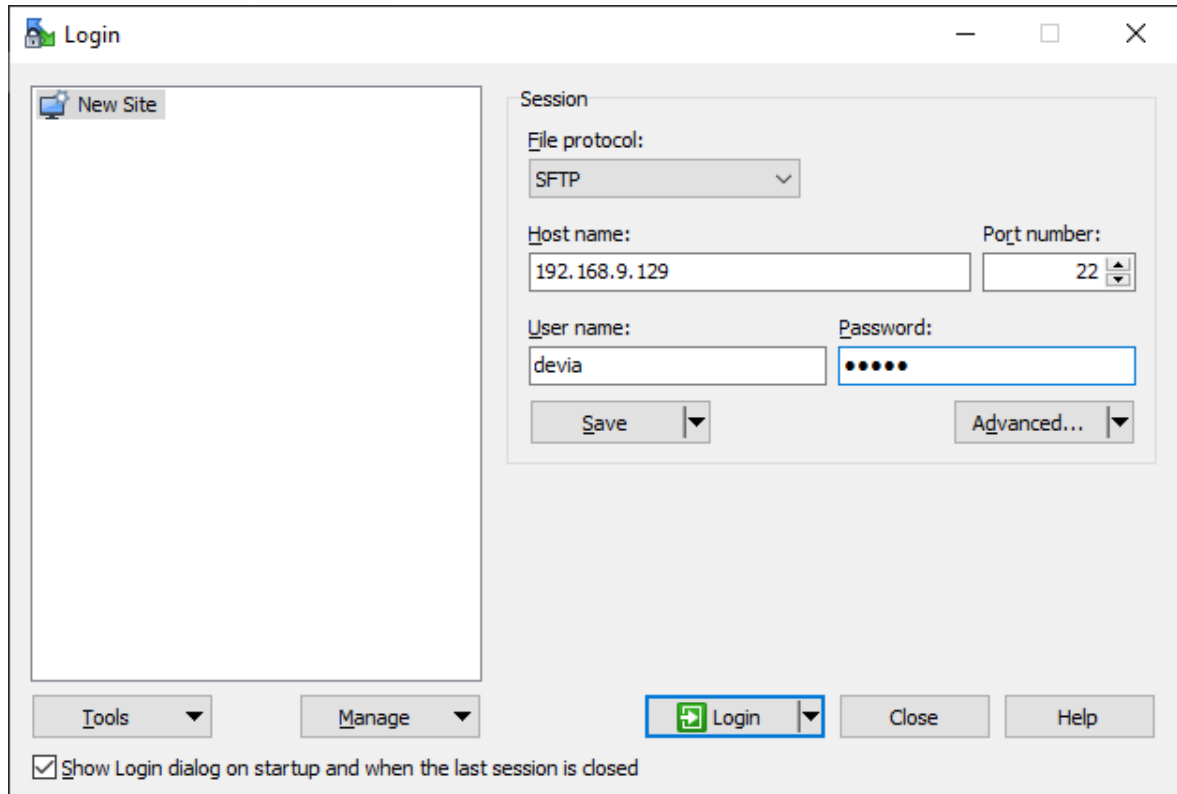 Login
New Site
Session
File protocol:
SFTP
Host name:
Port number:
192.168.9.129
22
User name:
Password:
devia
●●●●●
Save
Advanced...
Tools
Manage
Login
Close
Help
Show Login dialog on startup and when the last session is closed